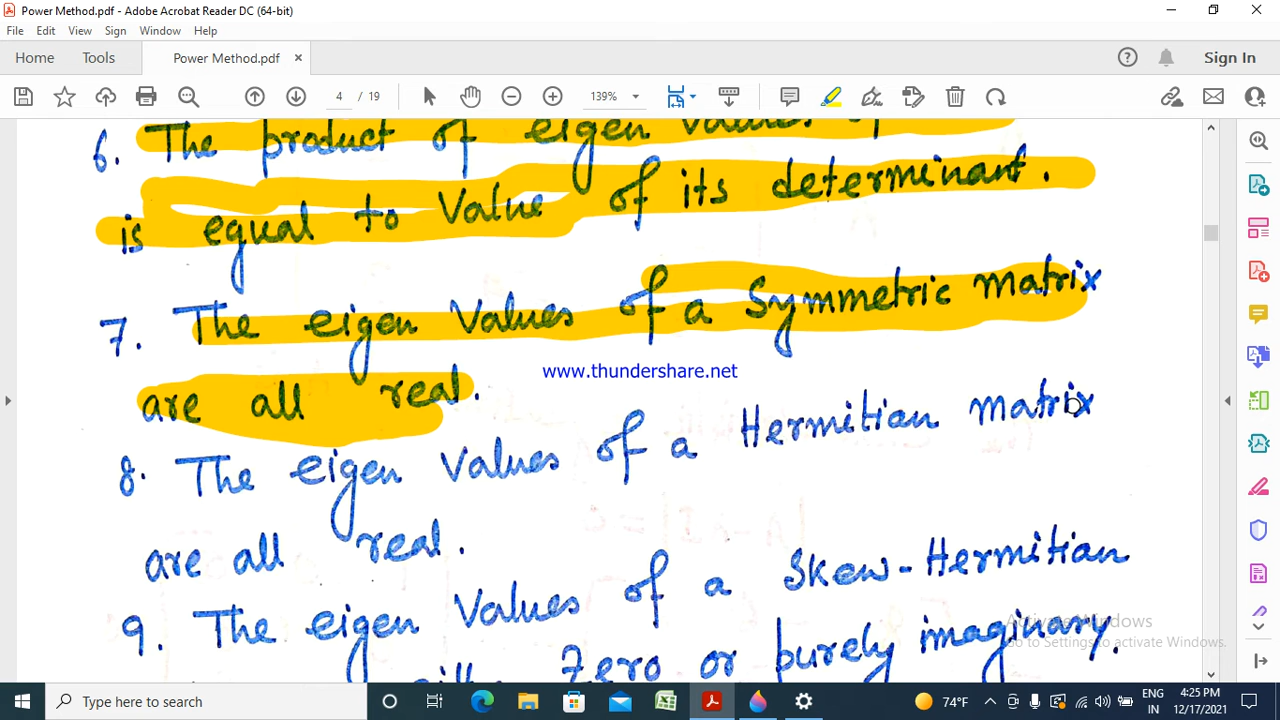 Power Method.pdf - Adobe Acrobat Reader DC (64-bit)
File Edit View Sign Window Help
Home Tools Power Method.pdf × Sign In
4 / 19 139%
6. The product of eigen values of
is equal to Value of its determinant.
7. The eigen Values of a Symmetric matrix
www.thundershare.net
are all real.
8. The eigen Values of a Hermitian matrix
are all real.
9. The eigen Values of a Skew-Hermitian
Zero or purely imaginary.
Activate Windows
Go to Settings to activate Windows.
Type here to search
74°F ENG IN 4:25 PM 12/17/2021